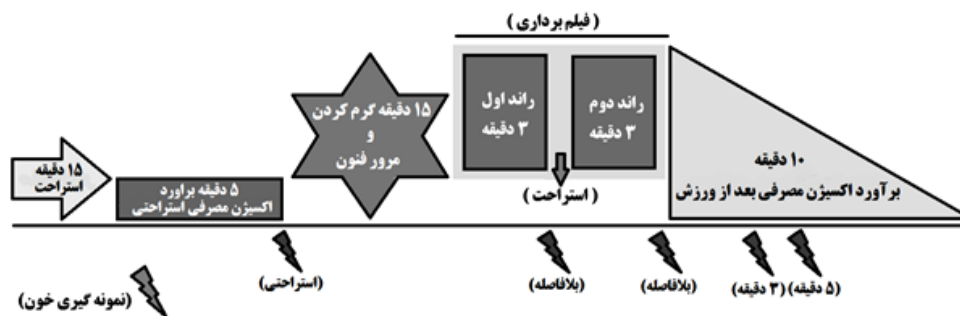 ( فیلم برداری )
۱۵ دقیقه
استراحت
۵ دقیقه براورد
اکسیژن مصرفی استراحتی
۱۵ دقیقه گرم کردن
و
مرور فنون
راند اول
۳ دقیقه
راند دوم
۳ دقیقه
( استراحت )
۱۰ دقیقه
برآورد اکسیژن مصرفی بعد از ورزش
(نمونه گیری خون)
(استراحتی)
(بلافاصله)
(بلافاصله)
(۳ دقیقه)
(۵ دقیقه)